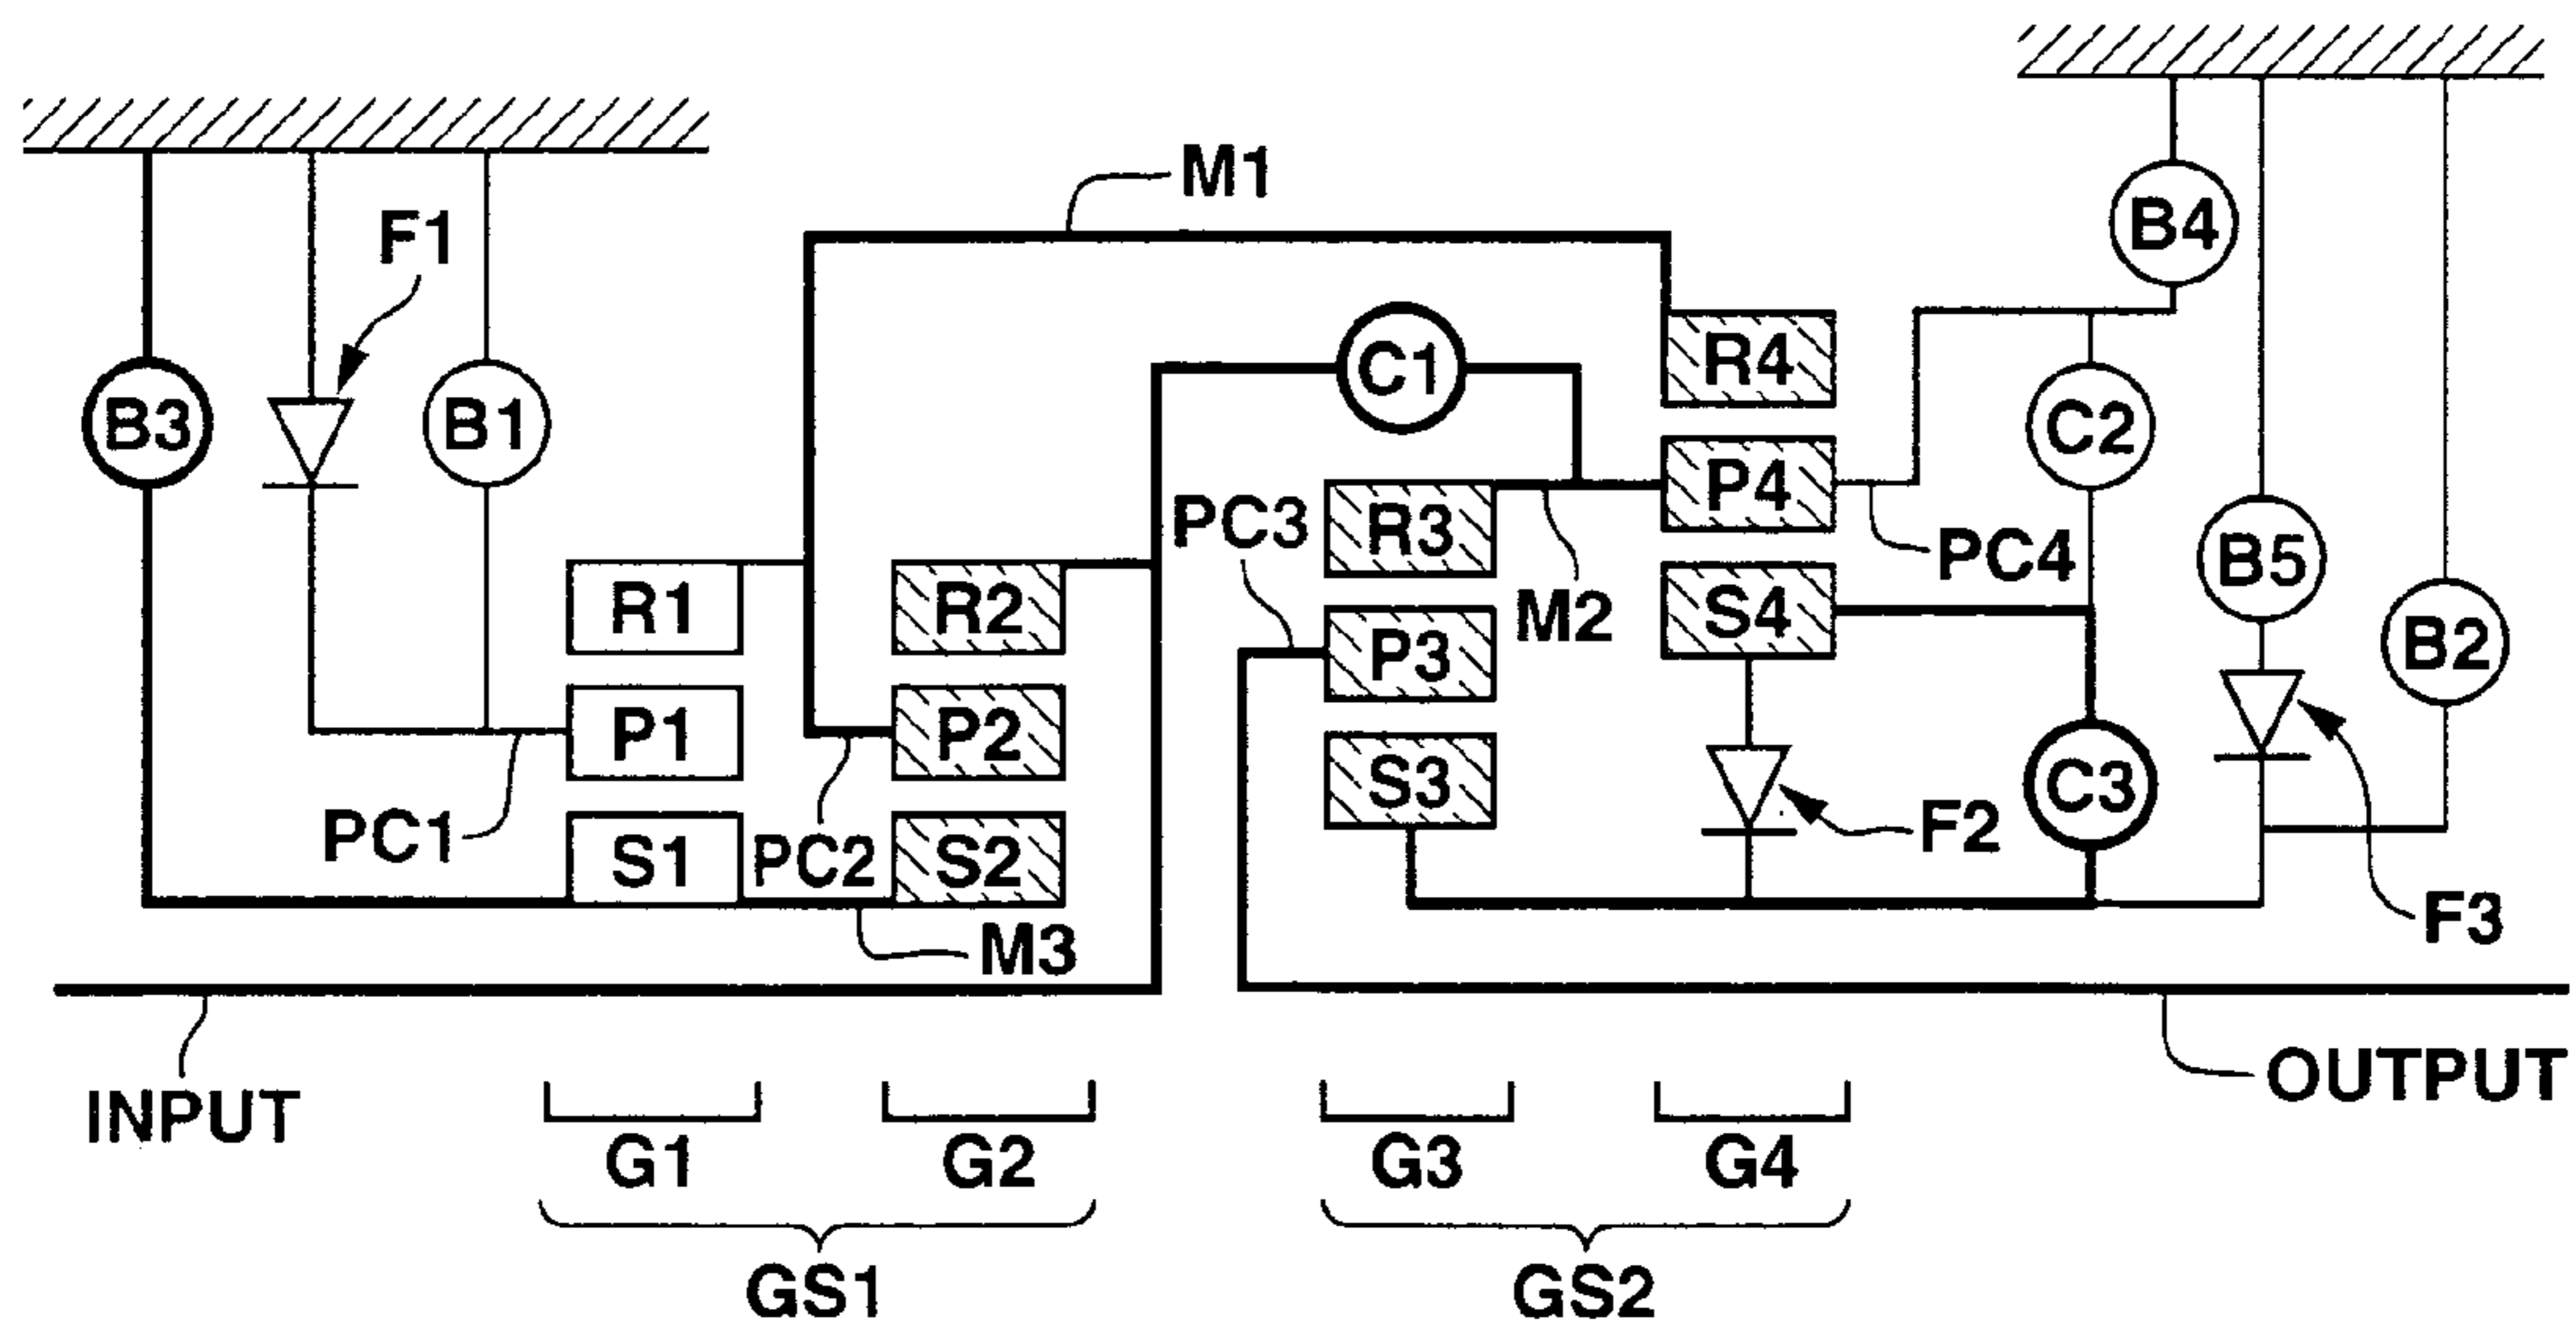 M1
B4
F1
R4
C1
B3
B1
C2
P4
PC3
R3
PC4
B5
R1
R2
M2
S4
B2
P3
P1
P2
S3
C3
PC1
F2
S1
PC2
S2
F3
M3
INPUT
OUTPUT
G1
G2
G3
G4
GS1
GS2